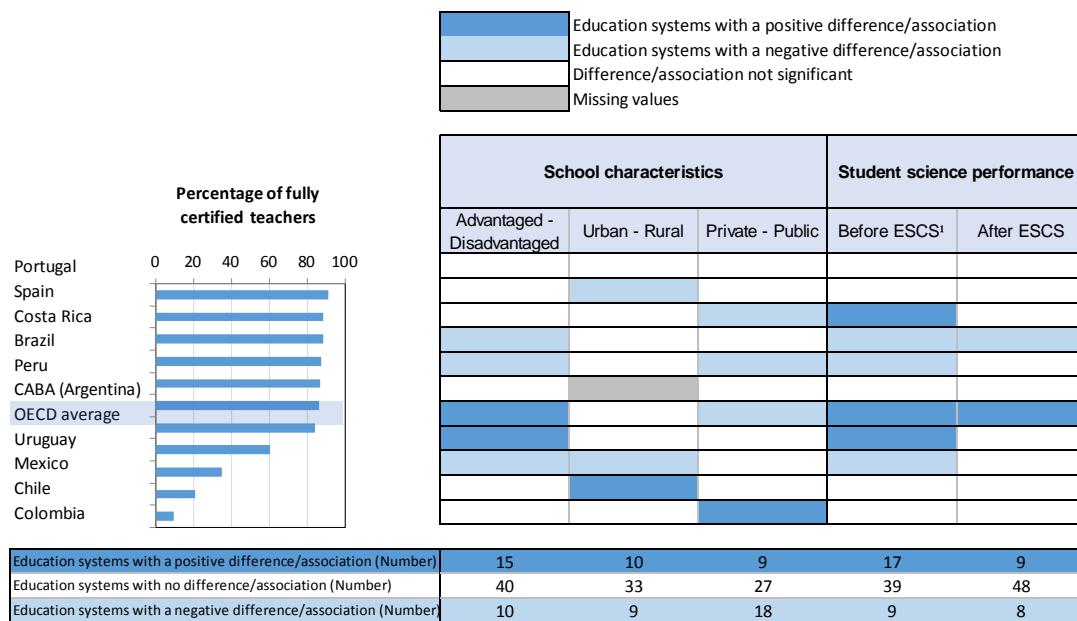 Education systems with a positive difference/association
Education systems with a negative difference/association
Difference/association not significant
Missing values
Percentage of fully
certified teachers
School characteristics
Student science performance
Advantaged -
Disadvantaged
Urban - Rural
Private - Public
Before ESCS¹
After ESCS
0 20 40 60 80 100
Portugal
Spain
Costa Rica
Brazil
Peru
CABA (Argentina)
OECD average
Uruguay
Mexico
Chile
Colombia
Education systems with a positive difference/association (Number) 15 10 9 17 9
Education systems with no difference/association (Number) 40 33 27 39 48
Education systems with a negative difference/association (Number) 10 9 18 9 8